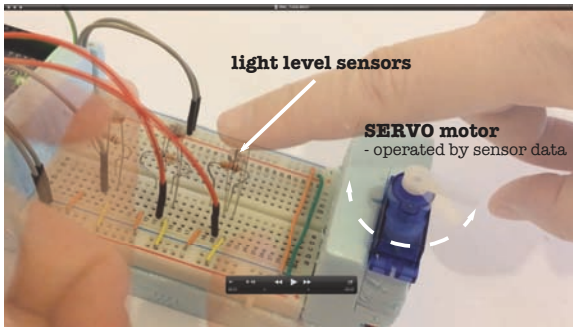 light level sensors
SERVO motor
- operated by sensor data